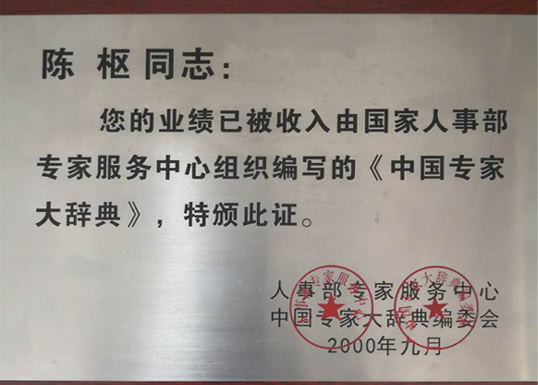 陈 枢同志：
您的业绩已被收入由国家人事部
专家服务中心组织编写的《中国专家
大辞典》，特颁此证。
人事部专家服务中心
中国专家大辞典编委会
2000年九月